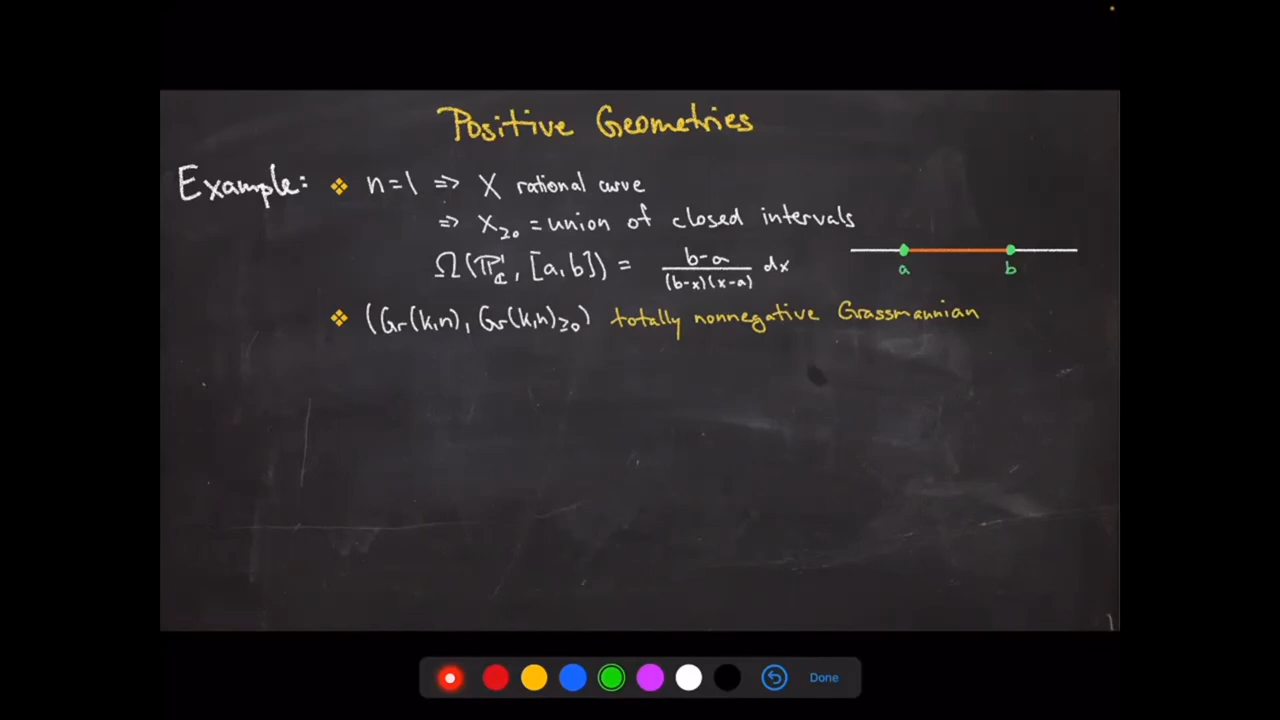 Positive Geometries
Example: ❖ n=1 => X rational curve
=> X≥0 = union of closed intervals
Ω(ℙ¹_ℂ, [a,b]) = (b-a)/((b-x)(x-a)) dx
a b
❖ (Gr(k,n), Gr(k,n)≥0) totally nonnegative Grassmannian
Done